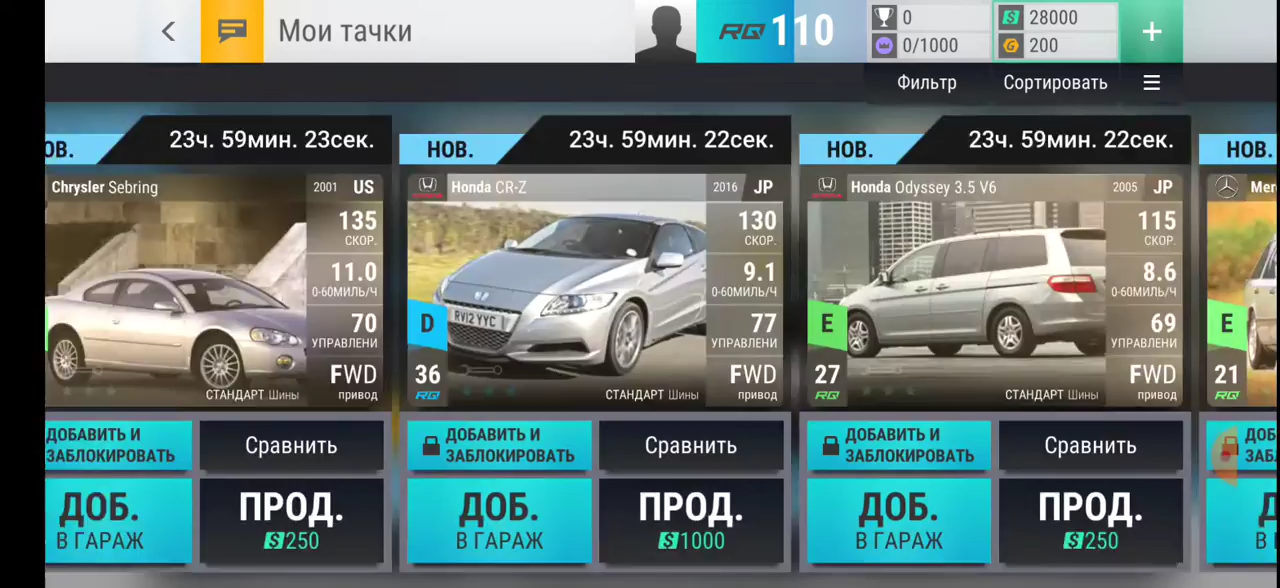 Мои тачки
RQ 110
0
0/1000
28000
200
Фильтр
Сортировать
ОВ.
23ч. 59мин. 23сек.
Chrysler Sebring
2001 US
135
СКОР.
11.0
0-60МИЛЬ/Ч
70
УПРАВЛЕНИ
FWD
привод
СТАНДАРТ Шины
ДОБАВИТЬ И
ЗАБЛОКИРОВАТЬ
Сравнить
ДОБ.
В ГАРАЖ
ПРОД.
250
НОВ.
23ч. 59мин. 22сек.
Honda CR-Z
2016 JP
130
СКОР.
9.1
0-60МИЛЬ/Ч
77
УПРАВЛЕНИ
FWD
привод
D
36
RQ
RV12 YYC
СТАНДАРТ Шины
ДОБАВИТЬ И
ЗАБЛОКИРОВАТЬ
Сравнить
ДОБ.
В ГАРАЖ
ПРОД.
1000
НОВ.
23ч. 59мин. 22сек.
Honda Odyssey 3.5 V6
2005 JP
115
СКОР.
8.6
0-60МИЛЬ/Ч
69
УПРАВЛЕНИ
FWD
привод
E
27
RQ
СТАНДАРТ Шины
ДОБАВИТЬ И
ЗАБЛОКИРОВАТЬ
Сравнить
ДОБ.
В ГАРАЖ
ПРОД.
250
НОВ.
Mer
E
21
RQ
ДОБ
ЗАБ